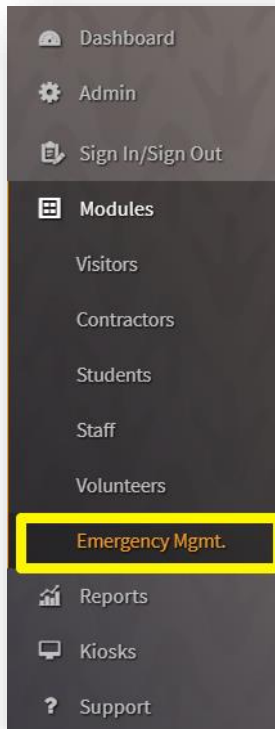 Dashboard
Admin
Sign In/Sign Out
Modules
Visitors
Contractors
Students
Staff
Volunteers
Emergency Mgmt.
Reports
Kiosks
? Support